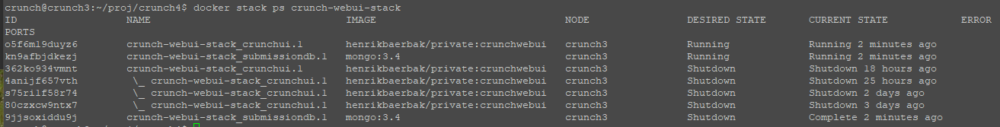 crunch@crunch3:~/proj/crunch4$ docker stack ps crunch-webui-stack
ID NAME IMAGE NODE DESIRED STATE CURRENT STATE ERROR
PORTS
o5f6ml9duyz6 crunch-webui-stack_crunchui.1 henrikbaerbak/private:crunchwebui crunch3 Running Running 2 minutes ago
kn9afbjdkezj crunch-webui-stack_submissiondb.1 mongo:3.4 crunch3 Running Running 2 minutes ago
362ko934vmnt crunch-webui-stack_crunchui.1 henrikbaerbak/private:crunchwebui crunch3 Shutdown Shutdown 18 hours ago
4anijf657vth \_ crunch-webui-stack_crunchui.1 henrikbaerbak/private:crunchwebui crunch3 Shutdown Shutdown 25 hours ago
s75ri1f58r74 \_ crunch-webui-stack_crunchui.1 henrikbaerbak/private:crunchwebui crunch3 Shutdown Shutdown 2 days ago
80czxcw9ntx7 \_ crunch-webui-stack_crunchui.1 henrikbaerbak/private:crunchwebui crunch3 Shutdown Shutdown 3 days ago
9jjsoxiddu9j crunch-webui-stack_submissiondb.1 mongo:3.4 crunch3 Shutdown Complete 2 minutes ago